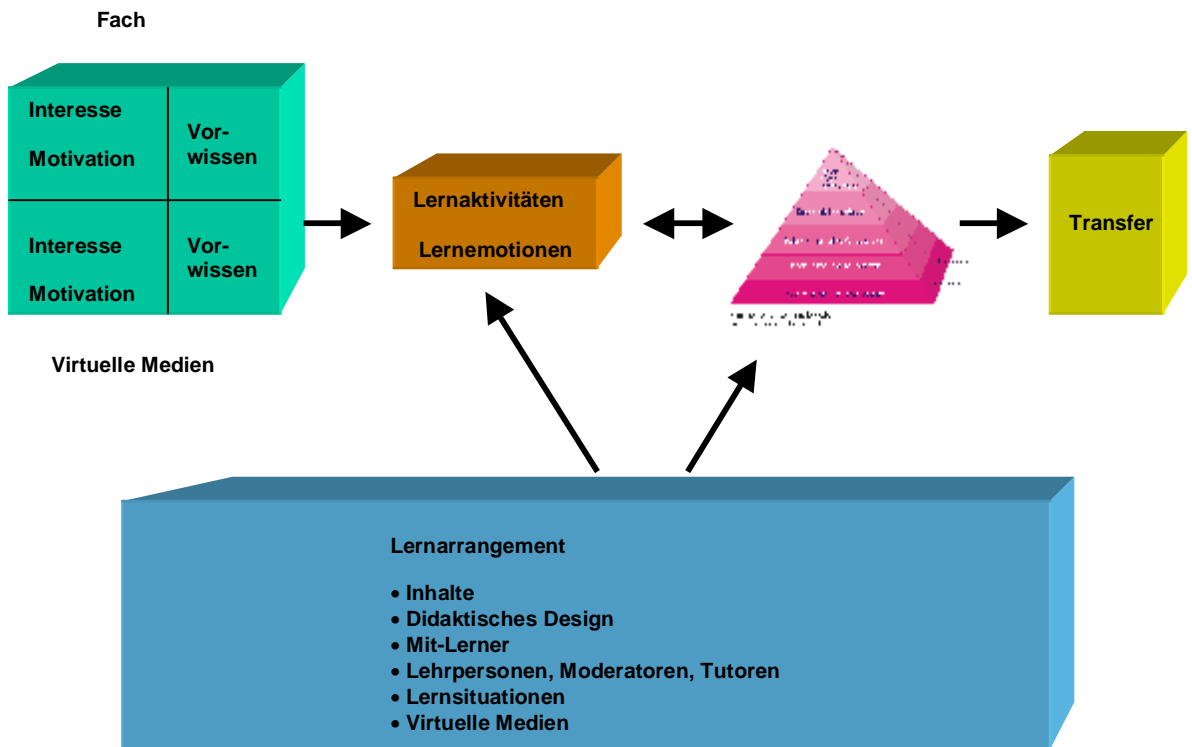 Fach
Interesse
Motivation
Vor-
wissen
Interesse
Motivation
Vor-
wissen
Virtuelle Medien
Lernaktivitäten
Lernemotionen
Transfer
Lernarrangement
• Inhalte
• Didaktisches Design
• Mit-Lerner
• Lehrpersonen, Moderatoren, Tutoren
• Lernsituationen
• Virtuelle Medien